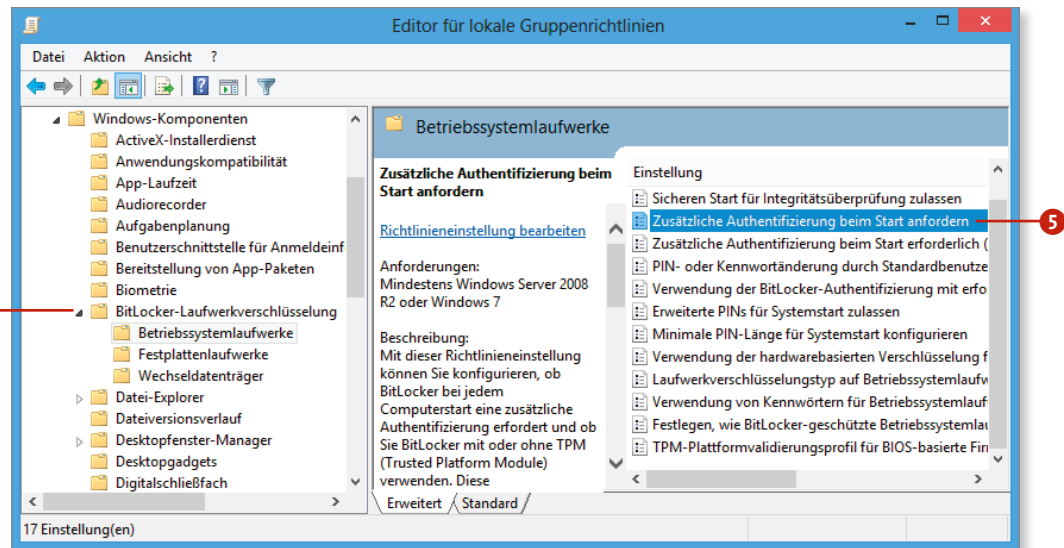 Editor für lokale Gruppenrichtlinien
Datei Aktion Ansicht ?
Windows-Komponenten
ActiveX-Installerdienst
Anwendungskompatibilität
App-Laufzeit
Audiorecorder
Aufgabenplanung
Benutzerschnittstelle für Anmeldeinf
Bereitstellung von App-Paketen
Biometrie
BitLocker-Laufwerkverschlüsselung
Betriebssystemlaufwerke
Festplattenlaufwerke
Wechseldatenträger
Datei-Explorer
Dateiversionsverlauf
Desktopfenster-Manager
Desktopgadgets
Digitalschließfach
Betriebssystemlaufwerke
Zusätzliche Authentifizierung beim
Start anfordern
Richtlinieneinstellung bearbeiten
Anforderungen:
Mindestens Windows Server 2008
R2 oder Windows 7
Beschreibung:
Mit dieser Richtlinieneinstellung
können Sie konfigurieren, ob
BitLocker bei jedem
Computerstart eine zusätzliche
Authentifizierung erfordert und ob
Sie BitLocker mit oder ohne TPM
(Trusted Platform Module)
verwenden. Diese
Einstellung
Sicheren Start für Integritätsüberprüfung zulassen
Zusätzliche Authentifizierung beim Start anfordern
5
Zusätzliche Authentifizierung beim Start erforderlich (
PIN- oder Kennwortänderung durch Standardbenutze
Verwendung der BitLocker-Authentifizierung mit erfo
Erweiterte PINs für Systemstart zulassen
Minimale PIN-Länge für Systemstart konfigurieren
Verwendung der hardwarebasierten Verschlüsselung f
Laufwerkverschlüsselungstyp auf Betriebssystemlaufw
Verwendung von Kennwörtern für Betriebssystemlauf
Festlegen, wie BitLocker-geschützte Betriebssystemlau
TPM-Plattformvalidierungsprofil für BIOS-basierte Firm
Erweitert Standard
17 Einstellung(en)